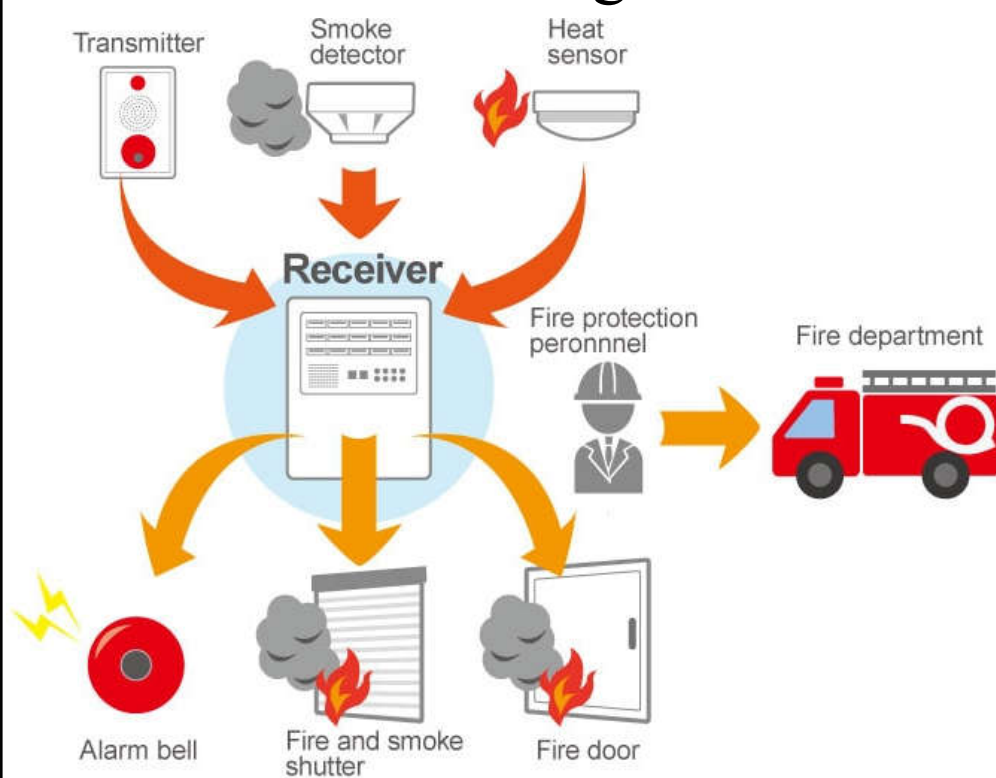 Transmitter
Smoke
detector
Heat
sensor
Receiver
Fire protection
peronnnel
Fire department
Alarm bell
Fire and smoke
shutter
Fire door